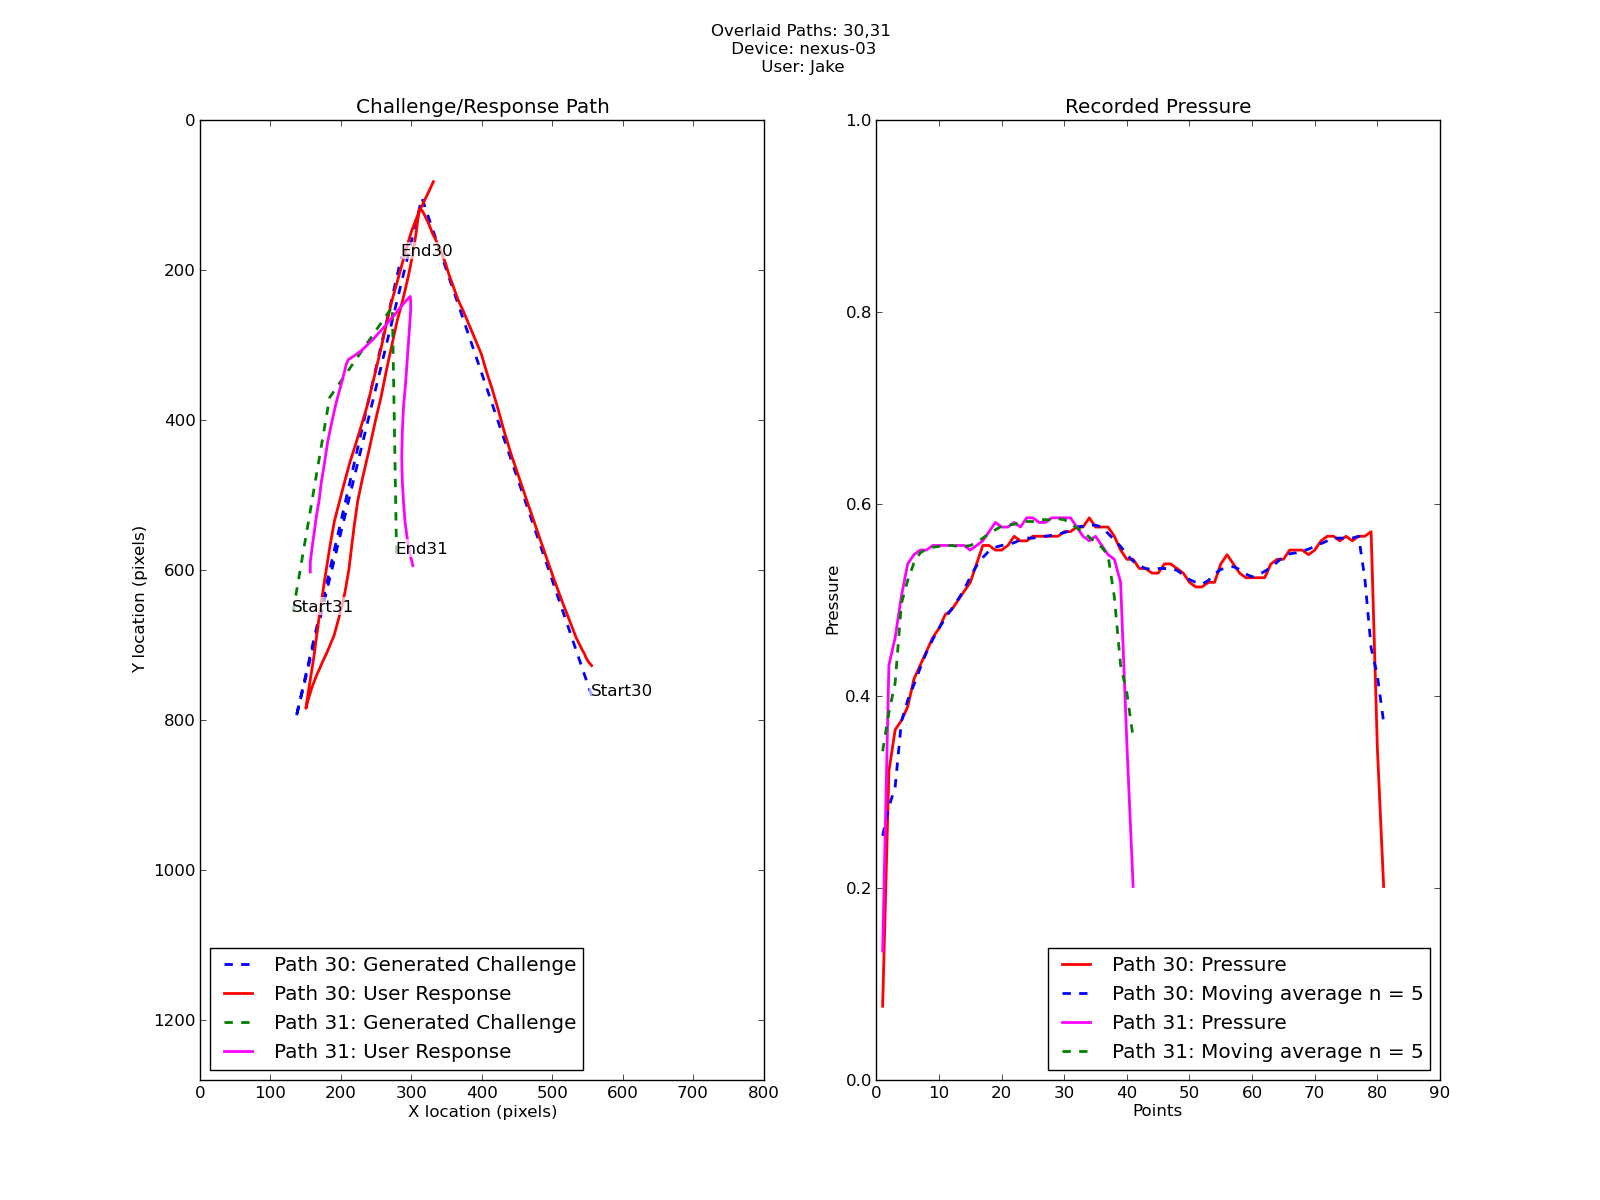 Overlaid Paths: 30,31
Device: nexus-03
User: Jake
Challenge/Response Path
0
200
400
600
800
1000
1200
Y location (pixels)
End30
End31
Start31
Start30
Path 30: Generated Challenge
Path 30: User Response
Path 31: Generated Challenge
Path 31: User Response
0 100 200 300 400 500 600 700 800
X location (pixels)
Recorded Pressure
1.0
0.8
0.6
0.4
0.2
0.0
Pressure
Path 30: Pressure
Path 30: Moving average n = 5
Path 31: Pressure
Path 31: Moving average n = 5
0 10 20 30 40 50 60 70 80 90
Points